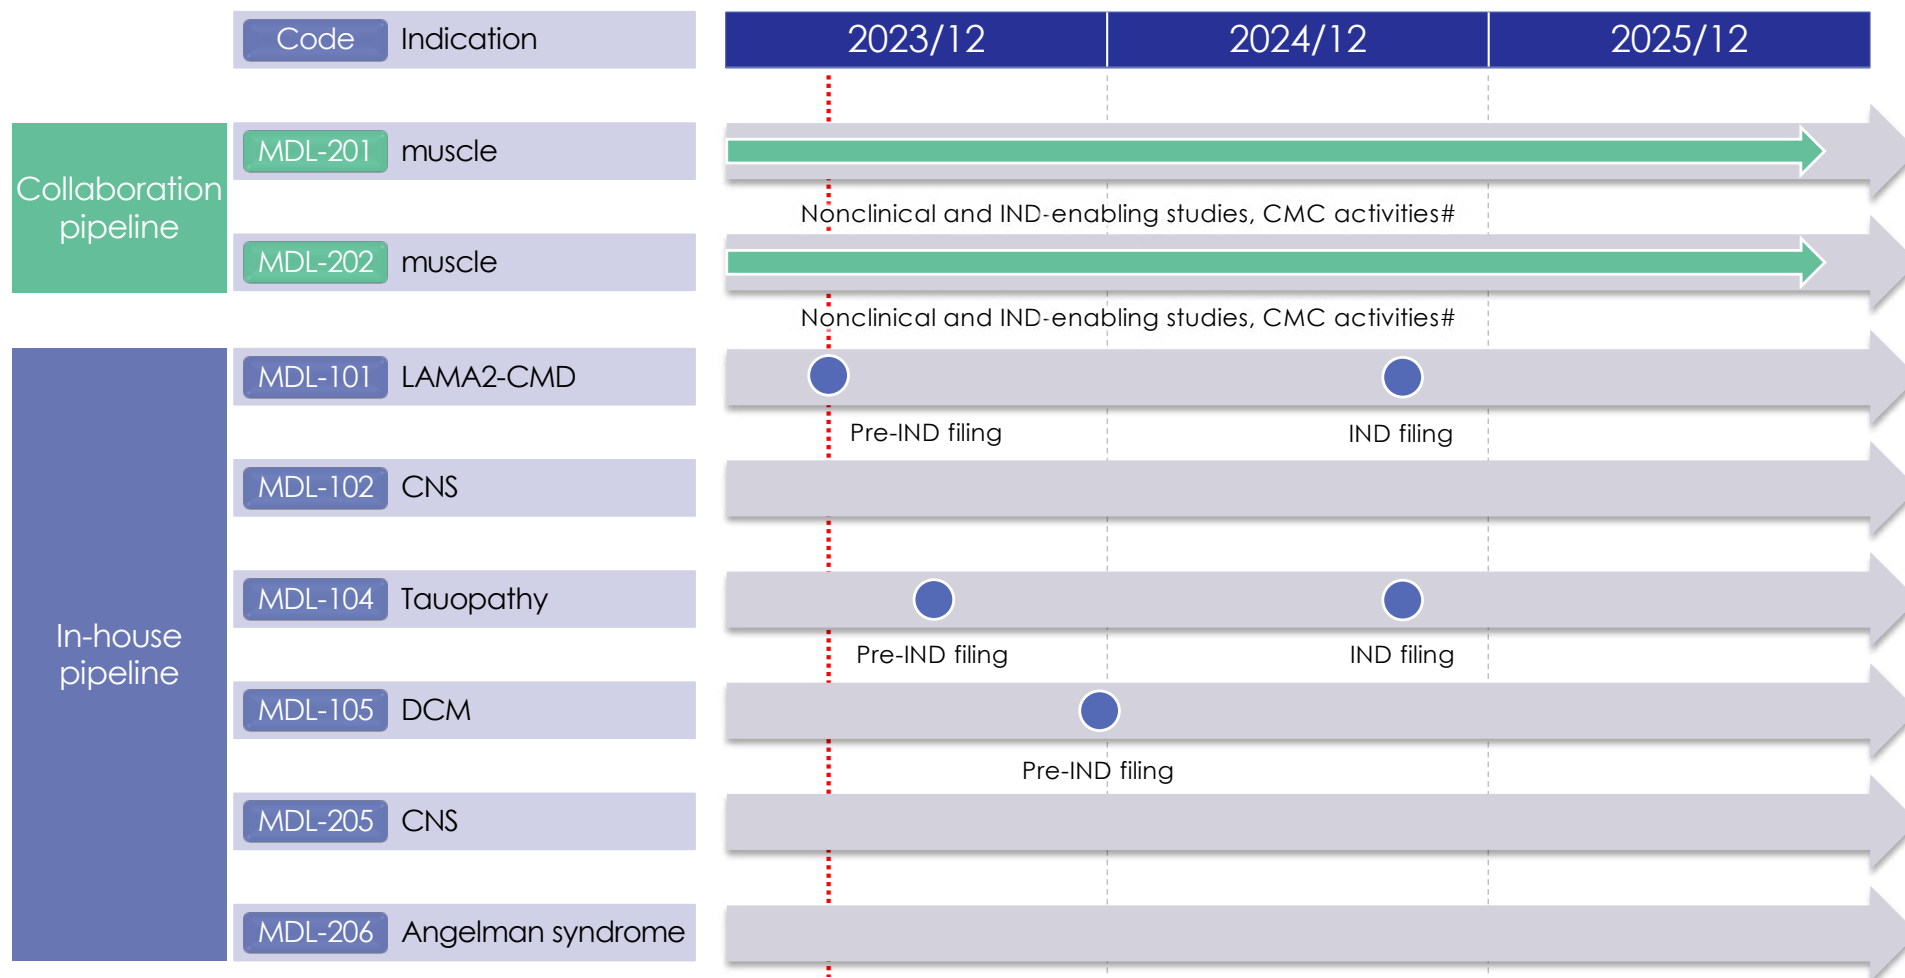 Code Indication 2023/12 2024/12 2025/12
Collaboration
pipeline
MDL-201 muscle
Nonclinical and IND-enabling studies, CMC activities#
MDL-202 muscle
Nonclinical and IND-enabling studies, CMC activities#
In-house
pipeline
MDL-101 LAMA2-CMD
Pre-IND filing IND filing
MDL-102 CNS
MDL-104 Tauopathy
Pre-IND filing IND filing
MDL-105 DCM
Pre-IND filing
MDL-205 CNS
MDL-206 Angelman syndrome